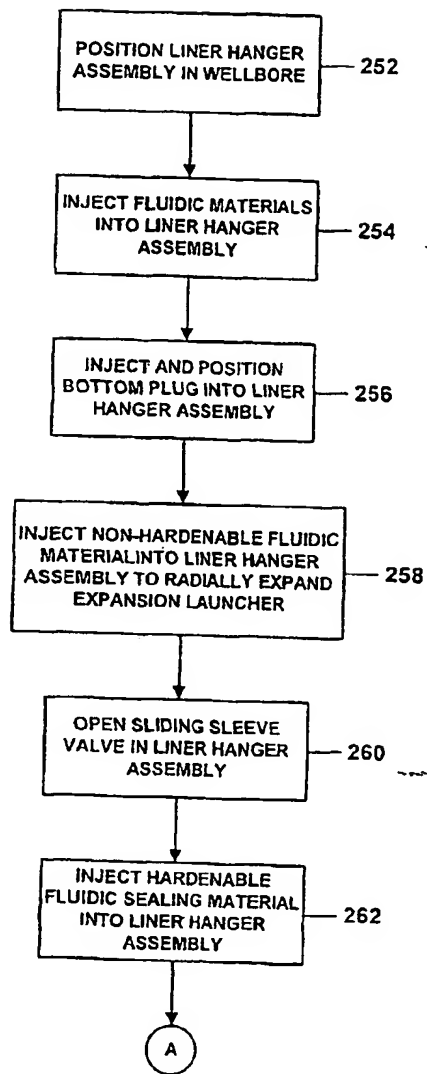 POSITION LINER HANGER
ASSEMBLY IN WELLBORE
252
INJECT FLUIDIC MATERIALS
INTO LINER HANGER
ASSEMBLY
254
INJECT AND POSITION
BOTTOM PLUG INTO LINER
HANGER ASSEMBLY
256
INJECT NON-HARDENABLE FLUIDIC
MATERIALINTO LINER HANGER
ASSEMBLY TO RADIALLY EXPAND
EXPANSION LAUNCHER
258
OPEN SLIDING SLEEVE
VALVE IN LINER HANGER
ASSEMBLY
260
INJECT HARDENABLE
FLUIDIC SEALING MATERIAL
INTO LINER HANGER
ASSEMBLY
262
A